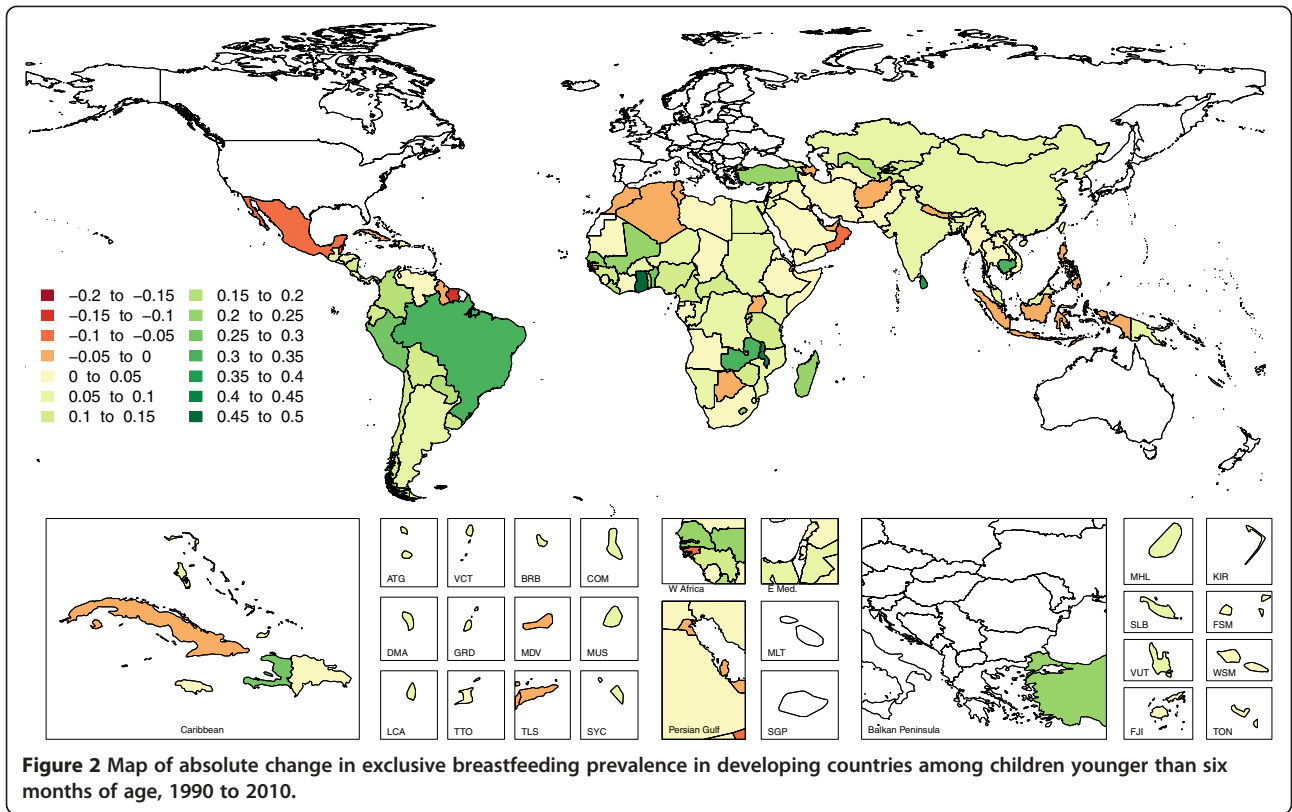 −0.2 to −0.15
−0.15 to −0.1
−0.1 to −0.05
−0.05 to 0
0 to 0.05
0.05 to 0.1
0.1 to 0.15
0.15 to 0.2
0.2 to 0.25
0.25 to 0.3
0.3 to 0.35
0.35 to 0.4
0.4 to 0.45
0.45 to 0.5
Caribbean
ATG
VCT
BRB
COM
DMA
GRD
MDV
MUS
LCA
TTO
TLS
SYC
W Africa
E Med.
Persian Gulf
MLT
SGP
Balkan Peninsula
MHL
KIR
SLB
FSM
VUT
WSM
FJI
TON
Figure 2 Map of absolute change in exclusive breastfeeding prevalence in developing countries among children younger than six
months of age, 1990 to 2010.